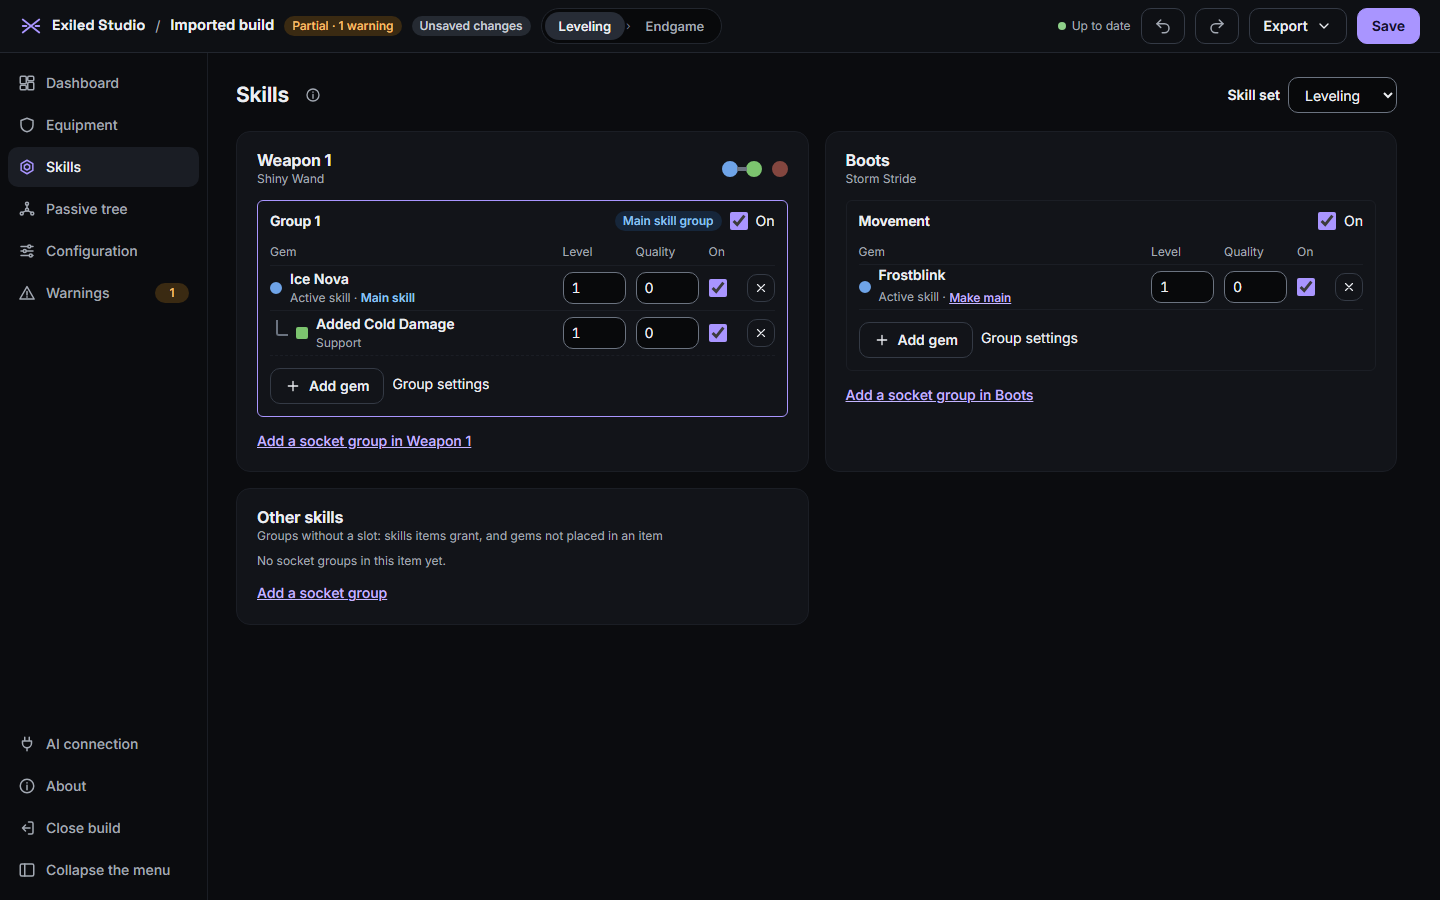 Exiled Studio / Imported build Partial · 1 warning Unsaved changes Leveling › Endgame Up to date Export Save
Dashboard
Equipment
Skills
Passive tree
Configuration
Warnings 1
AI connection
About
Close build
Collapse the menu
Skills
Skill set Leveling
Weapon 1
Shiny Wand
Group 1 Main skill group On
Gem Level Quality On
Ice Nova
Active skill · Main skill
1 0
Added Cold Damage
Support
1 0
Add gem Group settings
Add a socket group in Weapon 1
Boots
Storm Stride
Movement On
Gem Level Quality On
Frostblink
Active skill · Make main
1 0
Add gem Group settings
Add a socket group in Boots
Other skills
Groups without a slot: skills items grant, and gems not placed in an item
No socket groups in this item yet.
Add a socket group